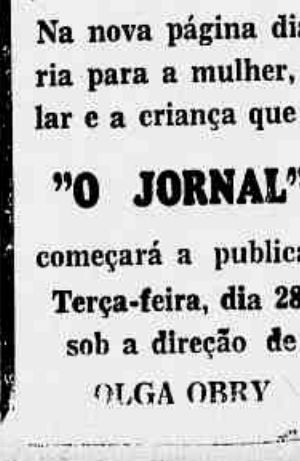 Na nova página dia
ria para a mulher,
lar e a criança que
"O JORNAL"
começará a publica
Terça-feira, dia 28
sob a direção de
OLGA OBRY